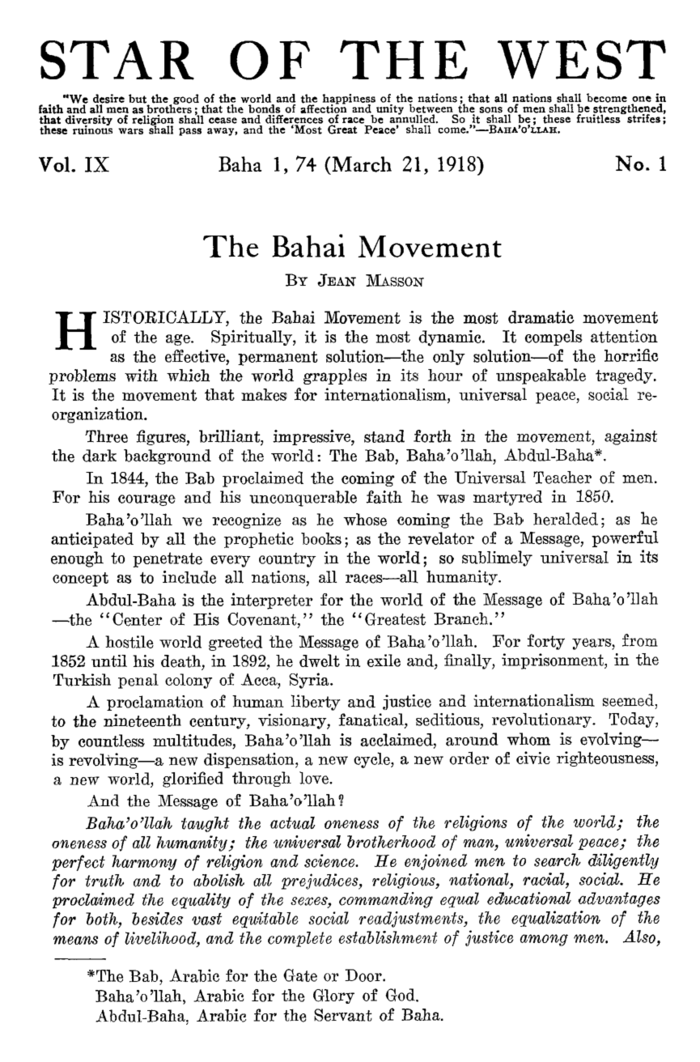 STAR OF THE WEST
"We desire but the good of the world and the happiness of the nations; that all nations shall become one in
faith and all men as brothers; that the bonds of affection and unity between the sons of men shall be strengthened,
that diversity of religion shall cease and differences of race be annulled. So it shall be; these fruitless strifes;
these ruinous wars shall pass away, and the 'Most Great Peace' shall come."—BAHA'O'LLAH.
Vol. IX Baha 1, 74 (March 21, 1918) No. 1
The Bahai Movement
BY JEAN MASSON
HISTORICALLY, the Bahai Movement is the most dramatic movement
of the age. Spiritually, it is the most dynamic. It compels attention
as the effective, permanent solution—the only solution—of the horrific
problems with which the world grapples in its hour of unspeakable tragedy.
It is the movement that makes for internationalism, universal peace, social re-
organization.
Three figures, brilliant, impressive, stand forth in the movement, against
the dark background of the world: The Bab, Baha'o'llah, Abdul-Baha*.
In 1844, the Bab proclaimed the coming of the Universal Teacher of men.
For his courage and his unconquerable faith he was martyred in 1850.
Baha'o'llah we recognize as he whose coming the Bab heralded; as he
anticipated by all the prophetic books; as the revelator of a Message, powerful
enough to penetrate every country in the world; so sublimely universal in its
concept as to include all nations, all races—all humanity.
Abdul-Baha is the interpreter for the world of the Message of Baha'o'llah
—the "Center of His Covenant," the "Greatest Branch."
A hostile world greeted the Message of Baha'o'llah. For forty years, from
1852 until his death, in 1892, he dwelt in exile and, finally, imprisonment, in the
Turkish penal colony of Acca, Syria.
A proclamation of human liberty and justice and internationalism seemed,
to the nineteenth century, visionary, fanatical, seditious, revolutionary. Today,
by countless multitudes, Baha'o'llah is acclaimed, around whom is evolving—
is revolving—a new dispensation, a new cycle, a new order of civic righteousness,
a new world, glorified through love.
And the Message of Baha'o'llah?
Baha'o'llah taught the actual oneness of the religions of the world; the
oneness of all humanity; the universal brotherhood of man, universal peace; the
perfect harmony of religion and science. He enjoined men to search diligently
for truth and to abolish all prejudices, religious, national, racial, social. He
proclaimed the equality of the sexes, commanding equal educational advantages
for both, besides vast equitable social readjustments, the equalization of the
means of livelihood, and the complete establishment of justice among men. Also,
*The Bab, Arabic for the Gate or Door.
Baha'o'llah, Arabic for the Glory of God.
Abdul-Baha, Arabic for the Servant of Baha.